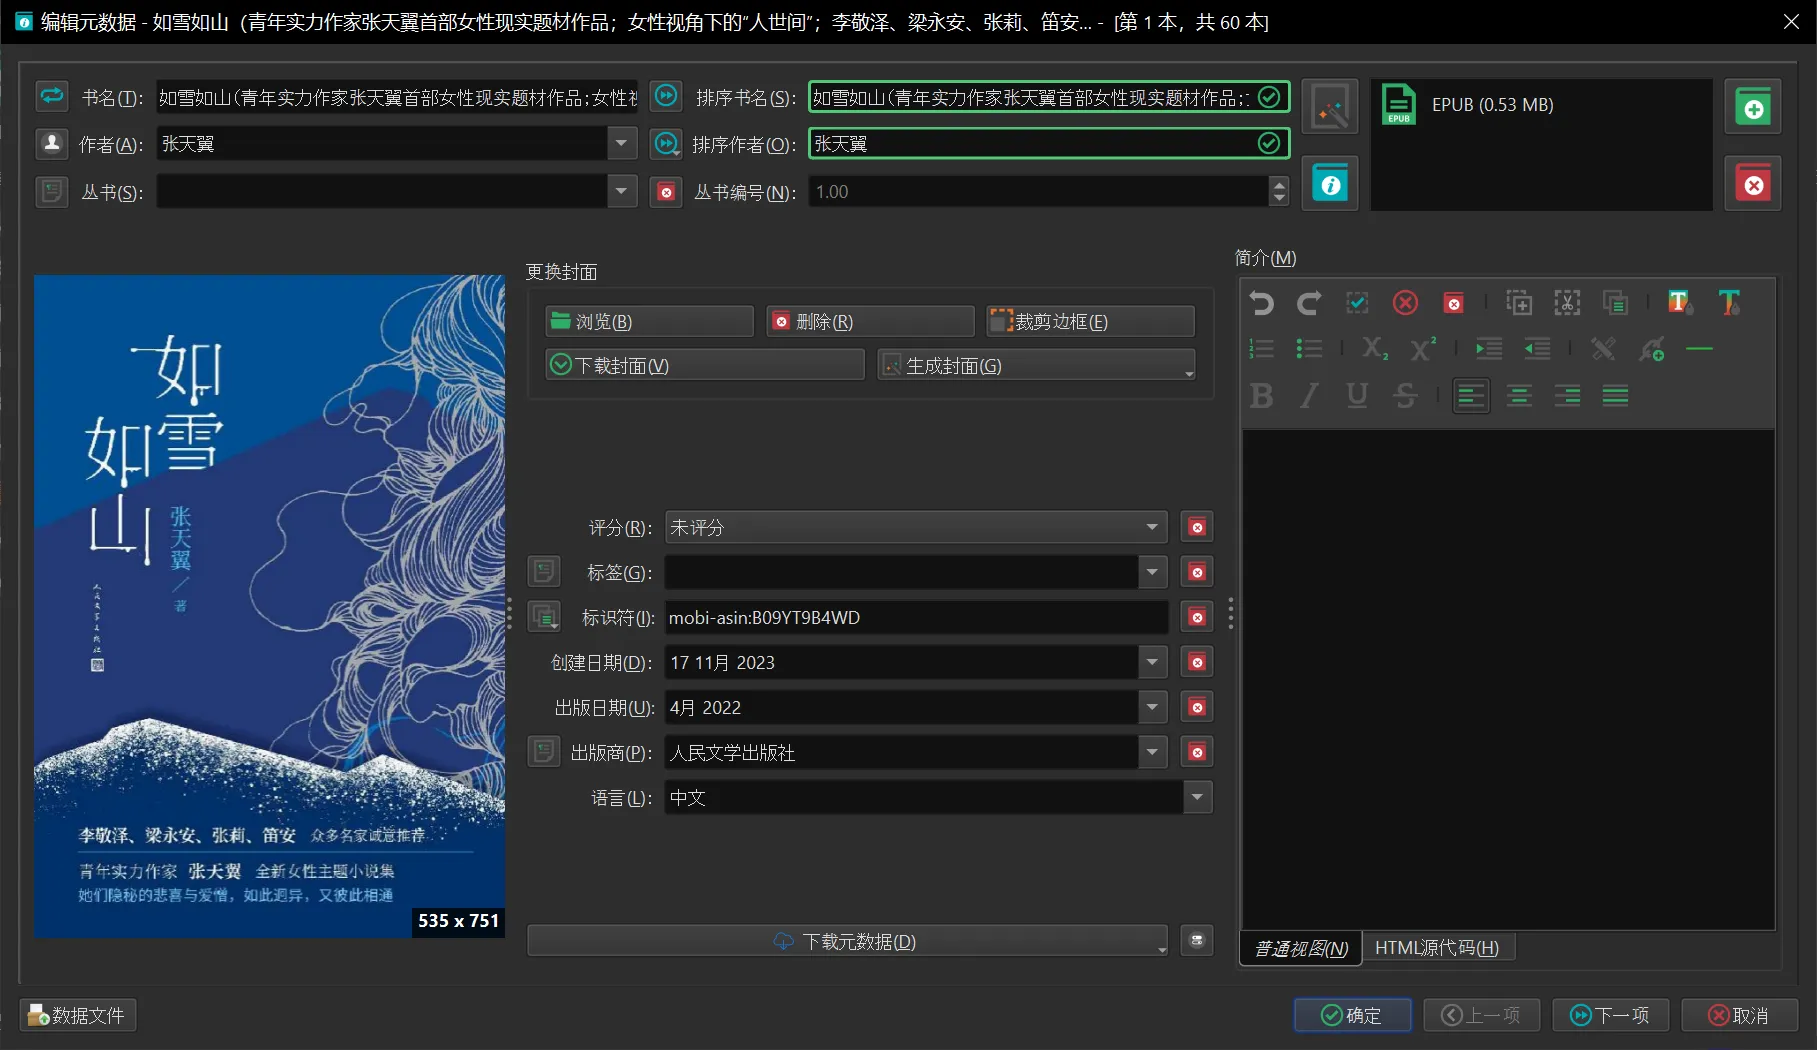 编辑元数据 - 如雪如山（青年实力作家张天翼首部女性现实题材作品；女性视角下的“人世间”；李敬泽、梁永安、张莉、笛安... - [第 1 本，共 60 本]
书名(T)： 如雪如山(青年实力作家张天翼首部女性现实题材作品;女性视 排序书名(S)： 如雪如山(青年实力作家张天翼首部女性现实题材作品;
作者(A)： 张天翼 排序作者(O)： 张天翼
丛书(S)： 丛书编号(N)： 1.00
EPUB
EPUB (0.53 MB)
如雪
如山
张天翼／著
人民文学出版社
李敬泽、梁永安、张莉、笛安 众多名家诚意推荐
青年实力作家 张天翼 全新女性主题小说集
她们隐秘的悲喜与爱憎，如此迥异，又彼此相通
535 x 751
更换封面
浏览(B) 删除(R) 裁剪边框(E)
下载封面(V) 生成封面(G)
评分(R)： 未评分
标签(G)：
标识符(I)： mobi-asin:B09YT9B4WD
创建日期(D)： 17 11月 2023
出版日期(U)： 4月 2022
出版商(P)： 人民文学出版社
语言(L)： 中文
下载元数据(D)
简介(M)
普通视图(N) HTML源代码(H)
数据文件 确定 上一项 下一项 取消